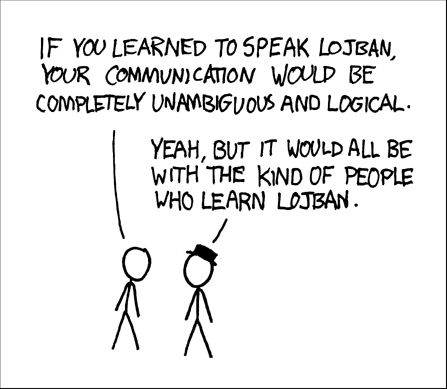 IF YOU LEARNED TO SPEAK LOJBAN,
YOUR COMMUNICATION WOULD BE
COMPLETELY UNAMBIGUOUS AND LOGICAL.
YEAH, BUT IT WOULD ALL BE
WITH THE KIND OF PEOPLE
WHO LEARN LOJBAN.